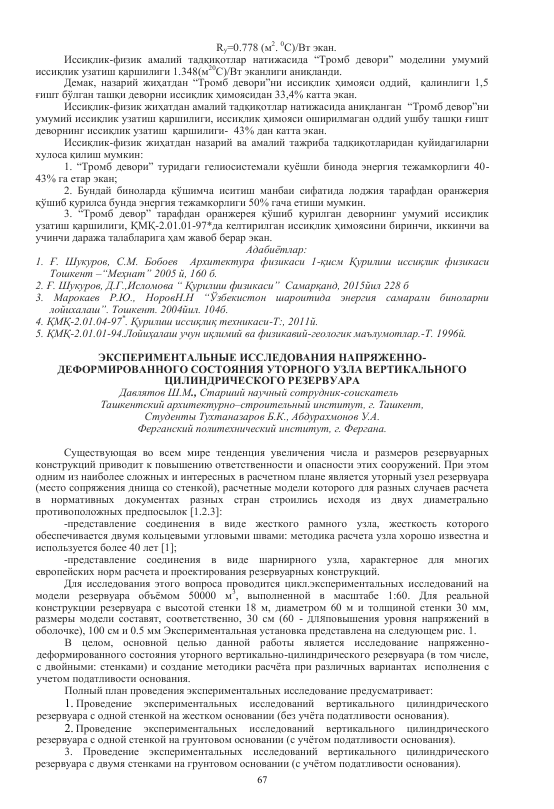 Rу=0.778 (м². ⁰С)/Вт экан.
Иссиқлик-физик амалий тадқиқотлар натижасида “Тромб девори” моделини умумий
иссиқлик узатиш қаршилиги 1.348(м²⁰С)/Вт эканлиги аниқланди.
Демак, назарий жиҳатдан “Тромб девори”ни иссиқлик ҳимояси оддий, қалинлиги 1,5
ғишт бўлган ташқи деворни иссиқлик ҳимоясидан 33,4% катта экан.
Иссиқлик-физик жиҳатдан амалий тадқиқотлар натижасида аниқланган “Тромб девор”ни
умумий иссиқлик узатиш қаршилиги, иссиқлик ҳимояси оширилмаган оддий ушбу ташқи ғишт
деворнинг иссиқлик узатиш қаршилиги- 43% дан катта экан.
Иссиқлик-физик жиҳатдан назарий ва амалий тажриба тадқиқотларидан қуйидагиларни
хулоса қилиш мумкин:
1. “Тромб девори” туридаги гелиосистемали қуёшли бинода энергия тежамкорлиги 40-
43% га етар экан;
2. Бундай биноларда қўшимча иситиш манбаи сифатида лоджия тарафдан оранжерия
қўшиб қурилса бунда энергия тежамкорлиги 50% гача етиши мумкин.
3. “Тромб девор” тарафдан оранжерея қўшиб қурилган деворнинг умумий иссиқлик
узатиш қаршилиги, ҚМҚ-2.01.01-97*да келтирилган иссиқлик ҳимоясини биринчи, иккинчи ва
учинчи даража талабларига ҳам жавоб берар экан.
Адабиётлар:
1. Ғ. Шукуров, С.М. Бобоев Архитектура физикаси 1-қисм Қурилиш иссиқлик физикаси
Тошкент –“Меҳнат” 2005 й, 160 б.
2. Ғ. Шукуров, Д.Г.,Исломова “ Қурилиш физикаси” Самарқанд, 2015йил 228 б
3. Марокаев Р.Ю., НоровН.Н “Ўзбекистон шароитида энергия самарали биноларни
лойиҳалаш”. Тошкент. 2004йил. 104б.
4. ҚМҚ-2.01.04-97*. Қурилиш иссиқлиқ техникаси-Т:, 2011й.
5. ҚМҚ-2.01.01-94.Лойиҳалаш учун иқлимий ва физикавий-геологик маълумотлар.-Т. 1996й.
ЭКСПЕРИМЕНТАЛЬНЫЕ ИССЛЕДОВАНИЯ НАПРЯЖЕННО-
ДЕФОРМИРОВАННОГО СОСТОЯНИЯ УТОРНОГО УЗЛА ВЕРТИКАЛЬНОГО
ЦИЛИНДРИЧЕСКОГО РЕЗЕРВУАРА
Давлятов Ш.М., Старший научный сотрудник-соискатель
Ташкентский архитектурно–строительный институт, г. Ташкент,
Студенты Тухтаназаров Б.К., Абдурахмонов У.А.
Ферганский политехнический институт, г. Фергана.
Существующая во всем мире тенденция увеличения числа и размеров резервуарных
конструкций приводит к повышению ответственности и опасности этих сооружений. При этом
одним из наиболее сложных и интересных в расчетном плане является уторный узел резервуара
(место сопряжения днища со стенкой), расчетные модели которого для разных случаев расчета
в нормативных документах разных стран строились исходя из двух диаметрально
противоположных предпосылок [1.2.3]:
-представление соединения в виде жесткого рамного узла, жесткость которого
обеспечивается двумя кольцевыми угловыми швами: методика расчета узла хорошо известна и
используется более 40 лет [1];
-представление соединения в виде шарнирного узла, характерное для многих
европейских норм расчета и проектирования резервуарных конструкций.
Для исследования этого вопроса проводится цикл.экспериментальных исследований на
модели резервуара объёмом 50000 м³, выполненной в масштабе 1:60. Для реальной
конструкции резервуара с высотой стенки 18 м, диаметром 60 м и толщиной стенки 30 мм,
размеры модели составят, соответственно, 30 см (60 - ДЛЯповышения уровня напряжений в
оболочке), 100 см и 0.5 мм Экспериментальная установка представлена на следующем рис. 1.
В целом, основной целью данной работы является исследование напряженно-
деформированного состояния уторного вертикально-цилиндрического резервуара (в том числе,
с двойными: стенками) и создание методики расчёта при различных вариантах исполнения с
учетом податливости основания.
Полный план проведения экспериментальных исследование предусматривает:
1. Проведение экспериментальных исследований вертикального цилиндрического
резервуара с одной стенкой на жестком основании (без учёта податливости основания).
2. Проведение экспериментальных исследований вертикального цилиндрического
резервуара с одной стенкой на грунтовом основании (с учётом податливости основания).
3. Проведение экспериментальных исследований вертикального цилиндрического
резервуара с двумя стенками на грунтовом основании (с учётом податливости основания).
67